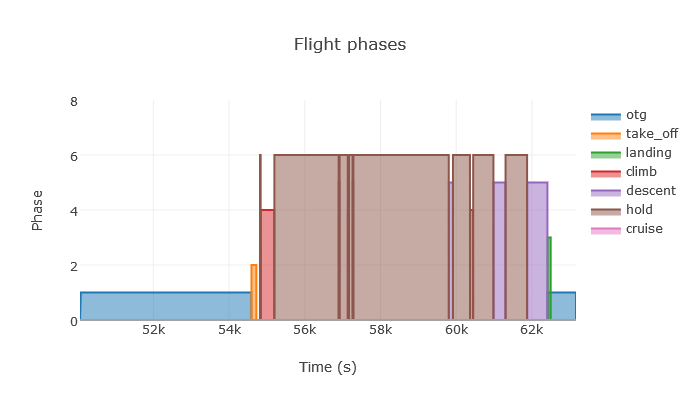 Flight phases
8
6
4
2
0
Phase
52k 54k 56k 58k 60k 62k
Time (s)
otg
take_off
landing
climb
descent
hold
cruise